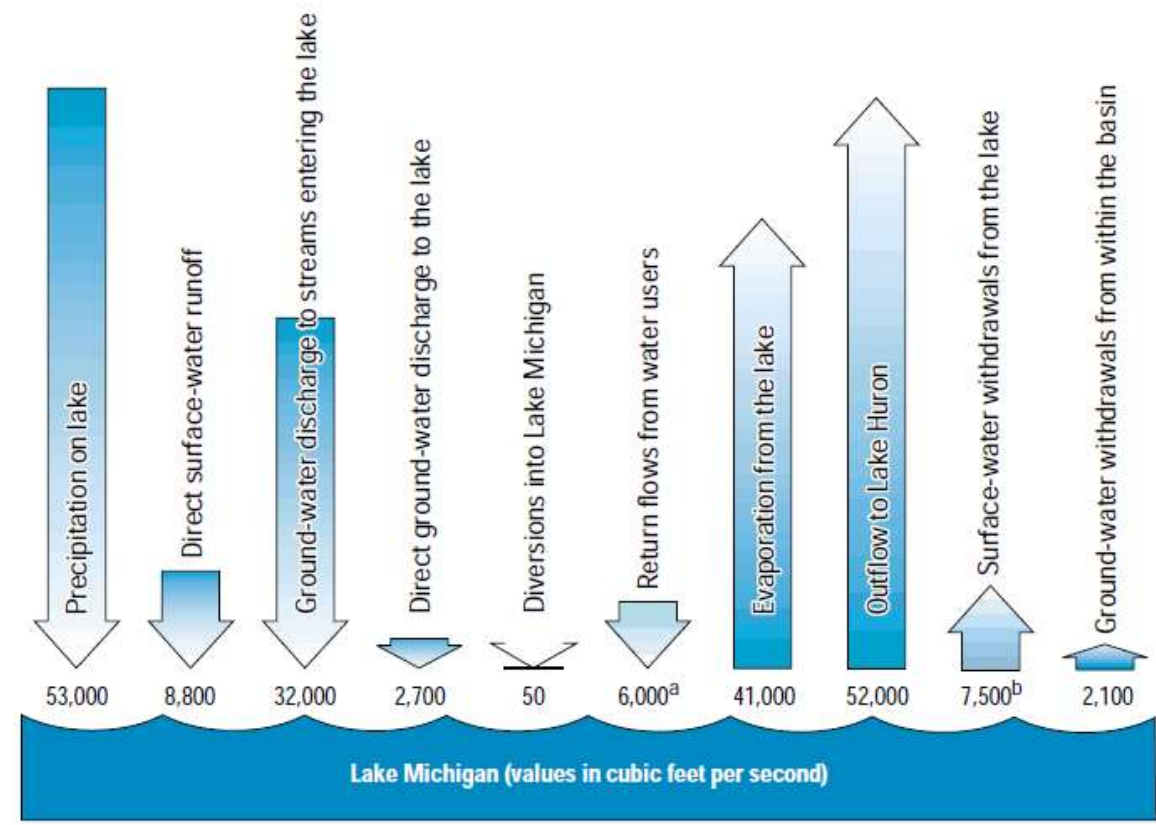 Precipitation on lake
Direct surface-water runoff
Ground-water discharge to streams entering the lake
Direct ground-water discharge to the lake
Diversions into Lake Michigan
Return flows from water users
Evaporation from the lake
Outflow to Lake Huron
Surface-water withdrawals from the lake
Ground-water withdrawals from within the basin
53,000 8,800 32,000 2,700 50 6,000a 41,000 52,000 7,500b 2,100
Lake Michigan (values in cubic feet per second)